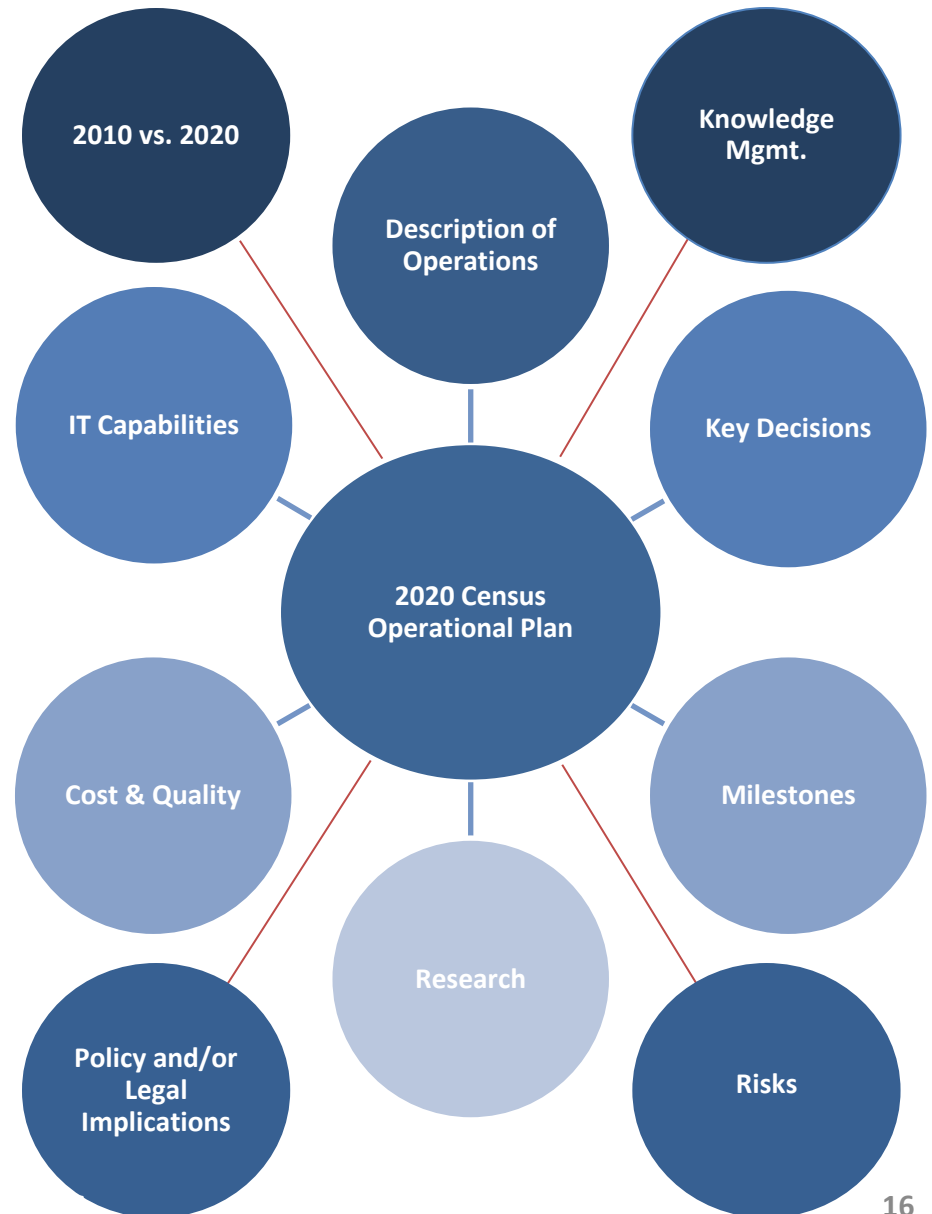 2010 vs. 2020
Knowledge
Mgmt.
Description of
Operations
IT Capabilities
Key Decisions
2020 Census
Operational Plan
Cost & Quality
Milestones
Research
Policy and/or
Legal
Implications
Risks
16